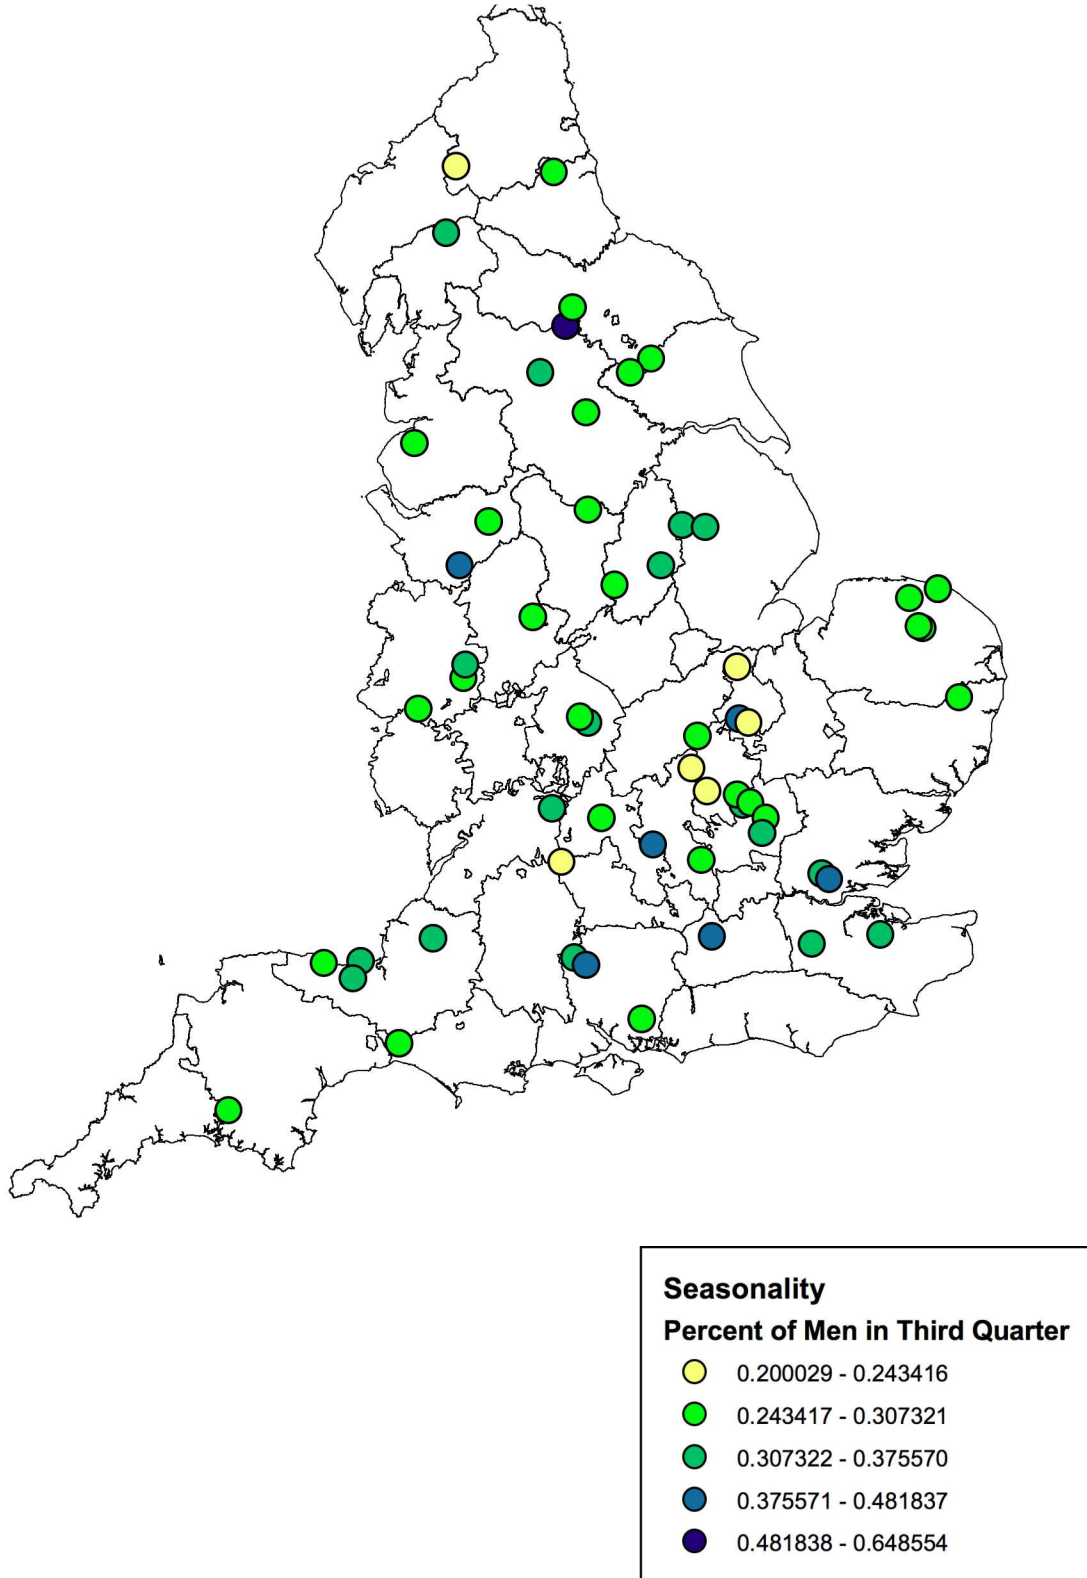 Seasonality
Percent of Men in Third Quarter
0.200029 - 0.243416
0.243417 - 0.307321
0.307322 - 0.375570
0.375571 - 0.481837
0.481838 - 0.648554